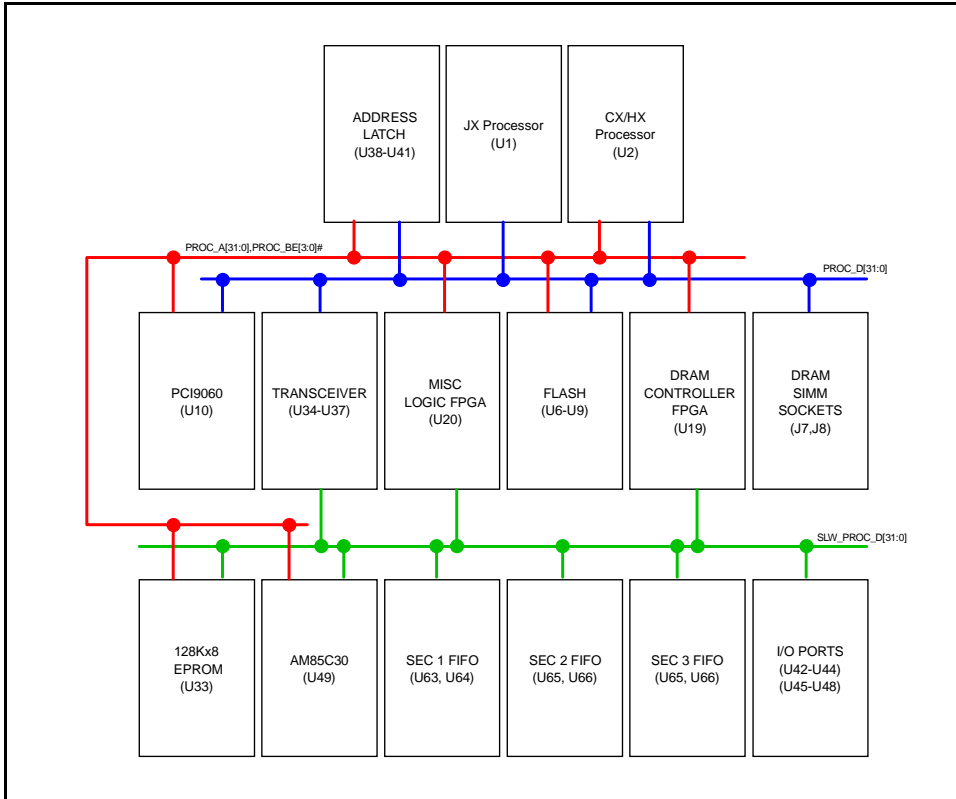 ADDRESS
LATCH
(U38-U41)
JX Processor
(U1)
CX/HX
Processor
(U2)
PROC_A[31:0],PROC_BE[3:0]#
PROC_D[31:0]
PCI9060
(U10)
TRANSCEIVER
(U34-U37)
MISC
LOGIC FPGA
(U20)
FLASH
(U6-U9)
DRAM
CONTROLLER
FPGA
(U19)
DRAM
SIMM
SOCKETS
(J7,J8)
SLW_PROC_D[31:0]
128Kx8
EPROM
(U33)
AM85C30
(U49)
SEC 1 FIFO
(U63, U64)
SEC 2 FIFO
(U65, U66)
SEC 3 FIFO
(U65, U66)
I/O PORTS
(U42-U44)
(U45-U48)